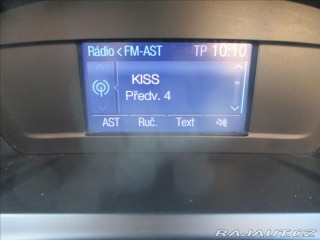 Rádio < FM-AST TP 10:10
KISS
Předv. 4
AST Ruč. Text
RAJAUT.CZ